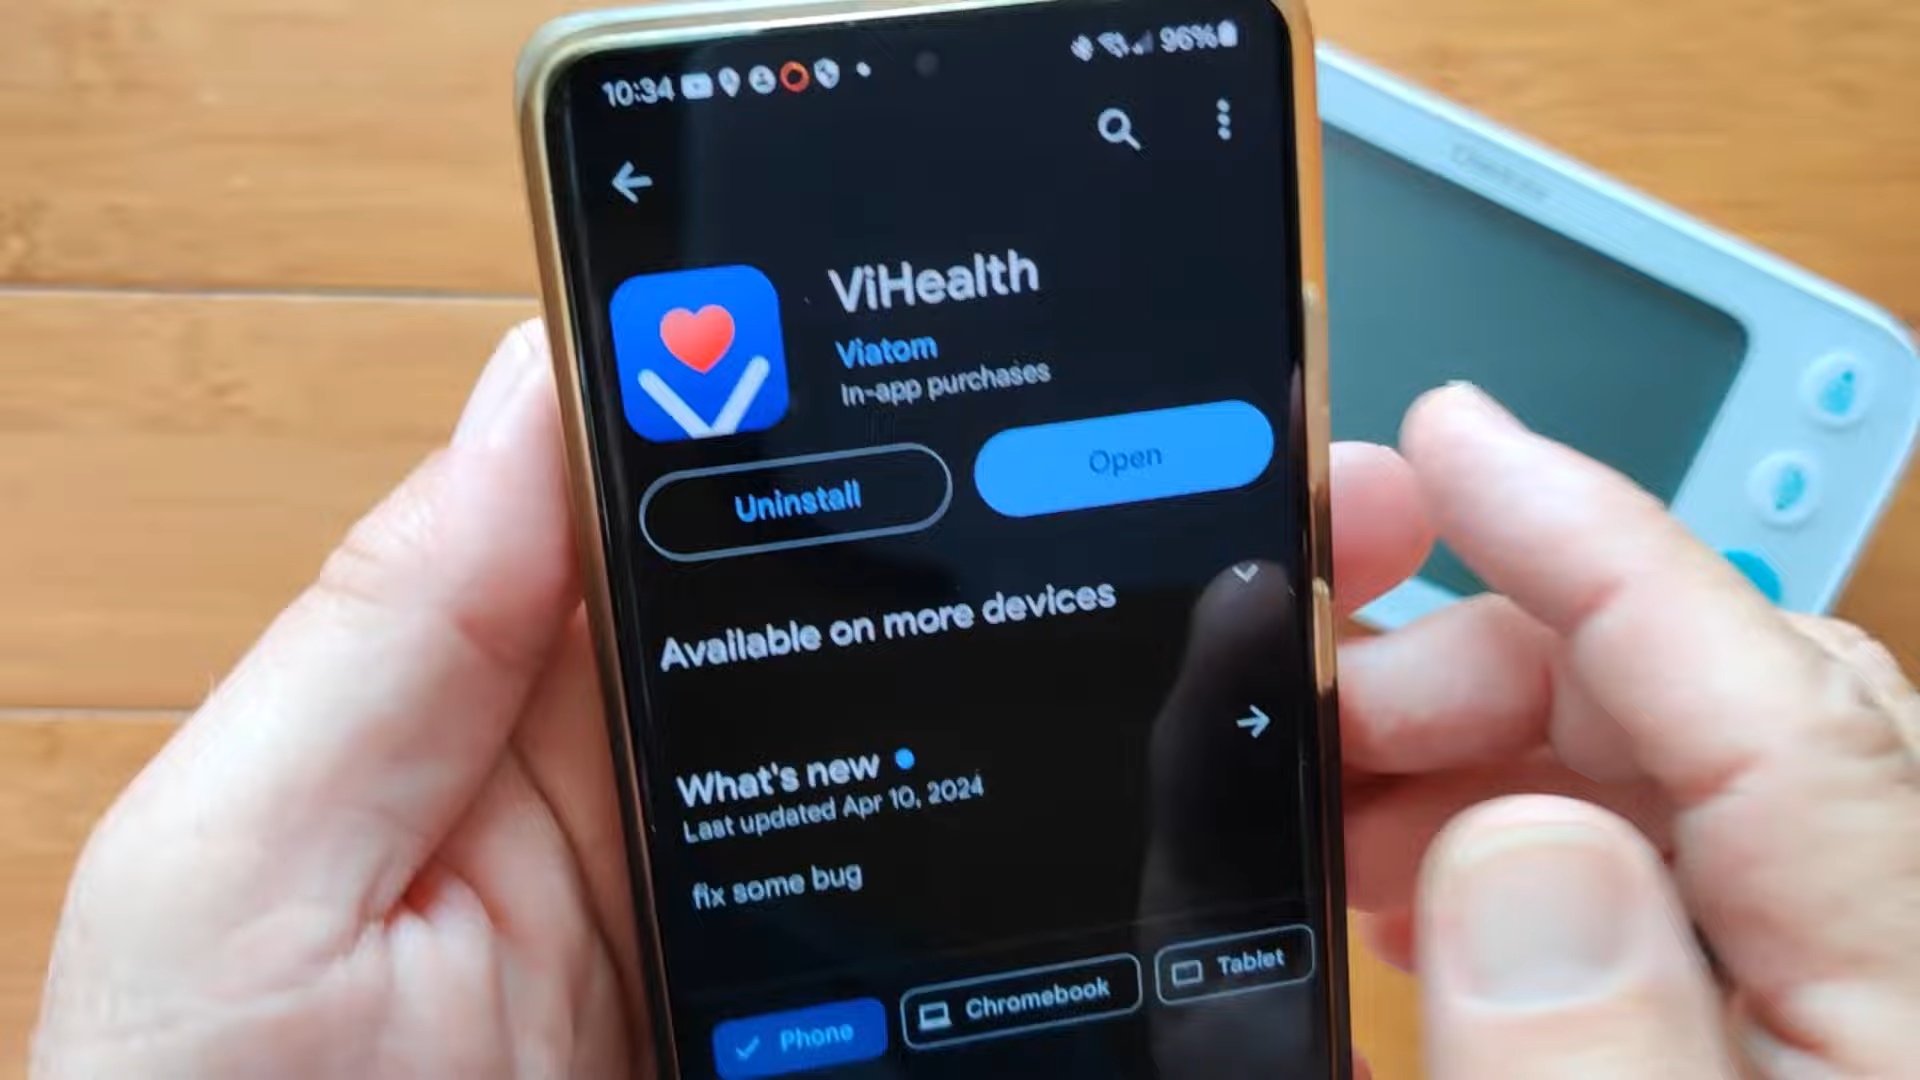 10:34
96%
ViHealth
Viatom
In-app purchases
Uninstall
Open
Available on more devices
What's new
Last updated Apr 10, 2024
fix some bug
Phone
Chromebook
Tablet